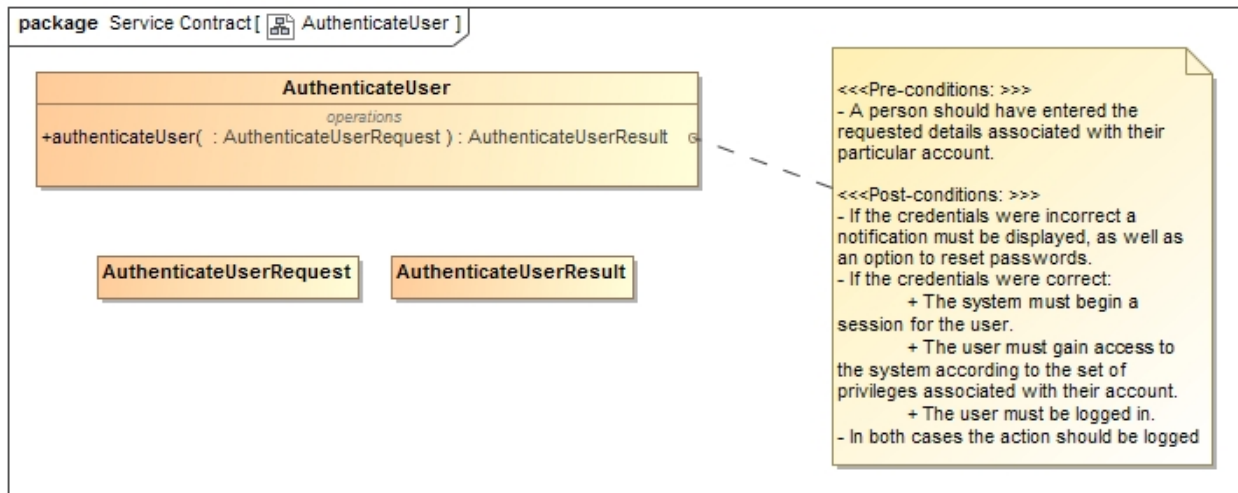 package Service Contract[ AuthenticateUser ]
AuthenticateUser
operations
+authenticateUser( : AuthenticateUserRequest ) : AuthenticateUserResult
AuthenticateUserRequest
AuthenticateUserResult
<<<Pre-conditions: >>>
- A person should have entered the
requested details associated with their
particular account.
<<<Post-conditions: >>>
- If the credentials were incorrect a
notification must be displayed, as well as
an option to reset passwords.
- If the credentials were correct:
+ The system must begin a
session for the user.
+ The user must gain access to
the system according to the set of
privileges associated with their account.
+ The user must be logged in.
- In both cases the action should be logged